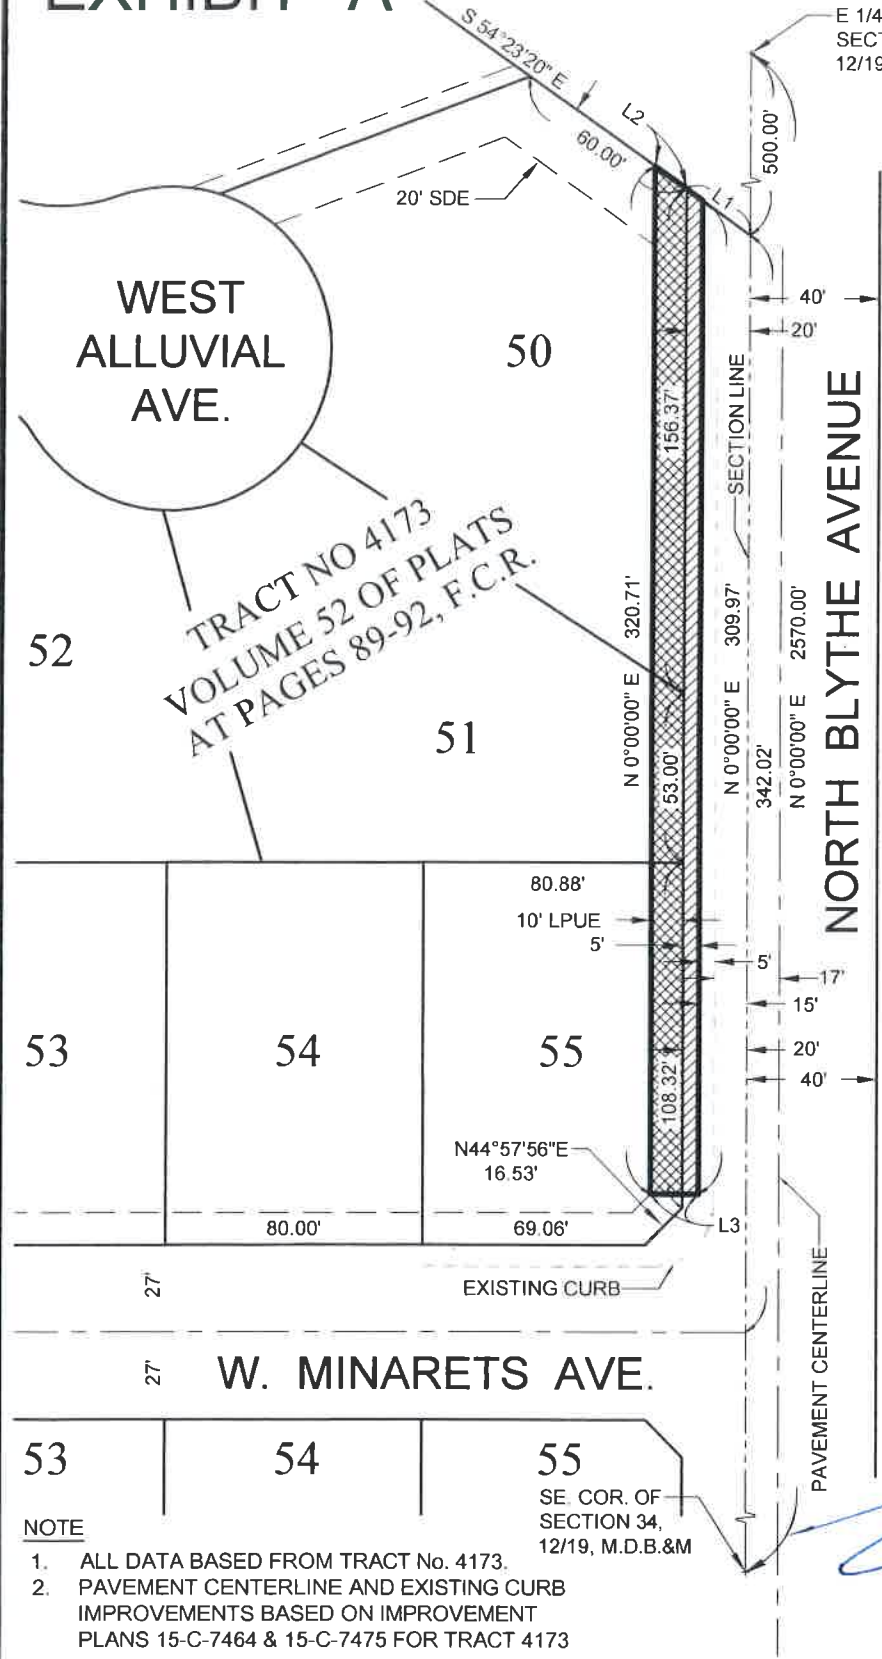 EXHIBIT "A"
S 54°23'20" E
60.00'
L2
L1
E 1/4
SECT
12/19
500.00'
20' SDE
40'
20'
WEST
ALLUVIAL
AVE.
50
156.37'
SECTION LINE
NORTH BLYTHE AVENUE
TRACT NO 4173
VOLUME 52 OF PLATS
AT PAGES 89-92, F.C.R.
52
51
N 0°00'00" E 320.71'
53.00'
N 0°00'00" E 309.97'
342.02'
N 0°00'00" E 2570.00'
80.88'
10' LPUE
5'
5'
17'
15'
20'
40'
53
54
55
108.32'
N44°57'56"E
16.53'
80.00'
69.06'
L3
EXISTING CURB
27'
27'
W. MINARETS AVE.
PAVEMENT CENTERLINE
53
54
55
SE. COR. OF
SECTION 34,
12/19, M.D.B.&M
NOTE
1. ALL DATA BASED FROM TRACT No. 4173.
2. PAVEMENT CENTERLINE AND EXISTING CURB
IMPROVEMENTS BASED ON IMPROVEMENT
PLANS 15-C-7464 & 15-C-7475 FOR TRACT 4173